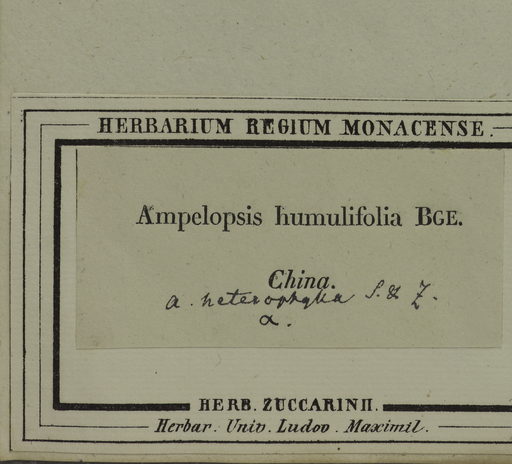 HERBARIUM REGIUM MONACENSE.
Ampelopsis humulifolia BGE.
China.
a. heterophylla S. & Z.
α.
HERB. ZUCCARINII.
Herbar. Univ. Ludov. Maximil.